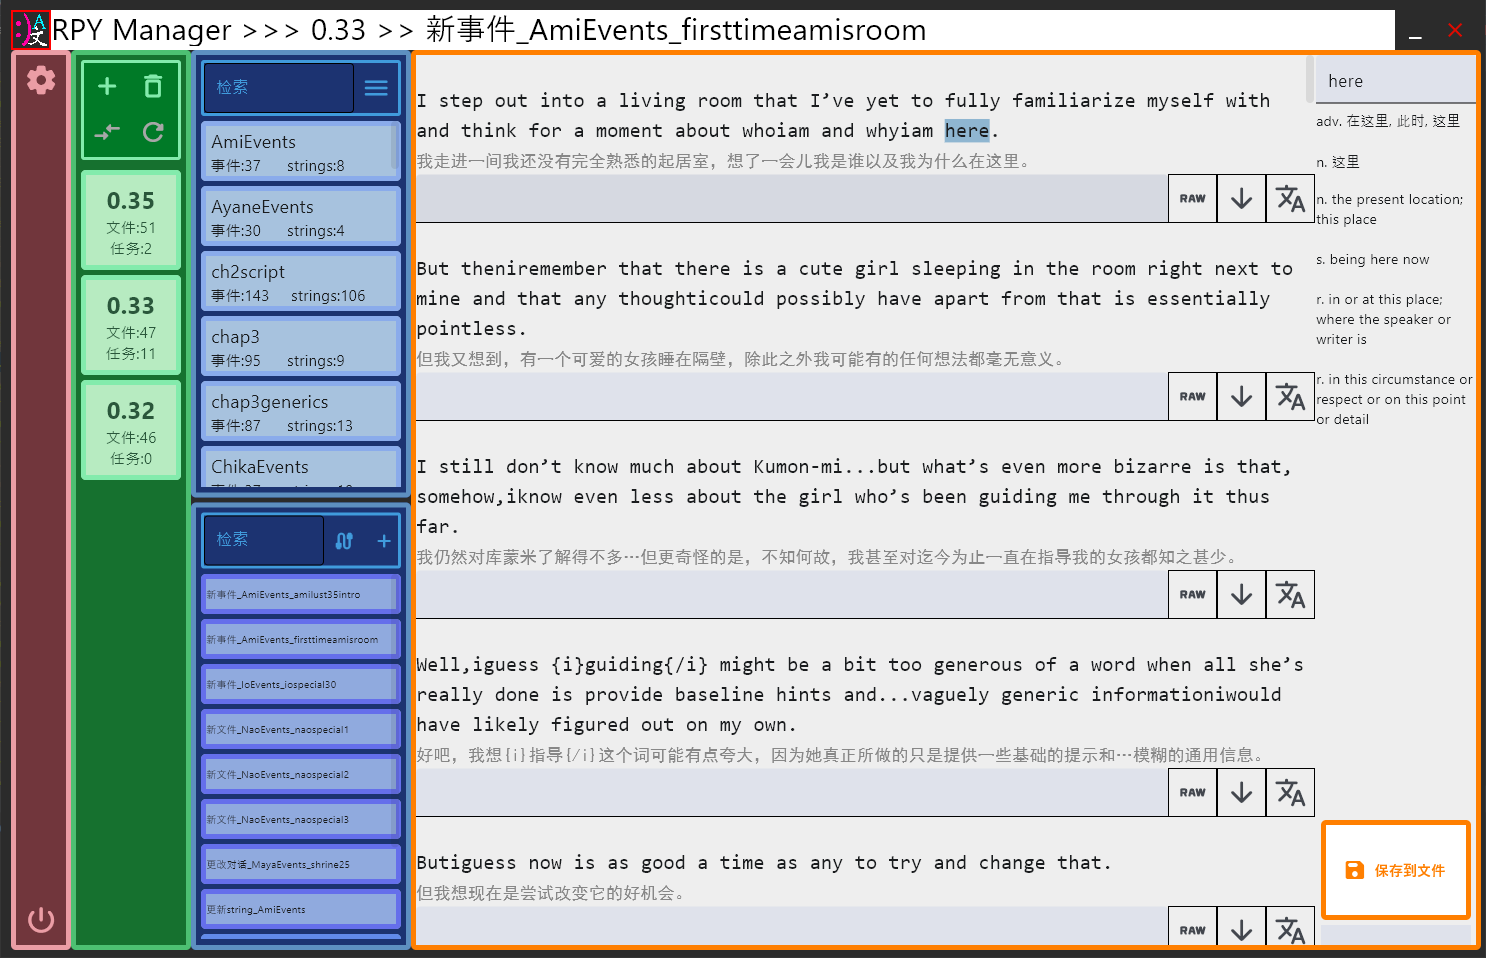 RPY Manager >>> 0.33 >> 新事件_AmiEvents_firsttimeamisroom
0.35
文件:51
任务:2
0.33
文件:47
任务:11
0.32
文件:46
任务:0
检索
AmiEvents
事件:37 strings:8
AyaneEvents
事件:30 strings:4
ch2script
事件:143 strings:106
chap3
事件:95 strings:9
chap3generics
事件:87 strings:13
ChikaEvents
检索
新事件_AmiEvents_amilust35intro
新事件_AmiEvents_firsttimeamisroom
新事件_IoEvents_iospecial30
新文件_NaoEvents_naospecial1
新文件_NaoEvents_naospecial2
新文件_NaoEvents_naospecial3
更改对话_MayaEvents_shrine25
更新string_AmiEvents
I step out into a living room that I’ve yet to fully familiarize myself with
and think for a moment about whoiam and whyiam here.
我走进一间我还没有完全熟悉的起居室，想了一会儿我是谁以及我为什么在这里。
RAW
But theniremember that there is a cute girl sleeping in the room right next to
mine and that any thoughticould possibly have apart from that is essentially
pointless.
但我又想到，有一个可爱的女孩睡在隔壁，除此之外我可能有的任何想法都毫无意义。
RAW
I still don’t know much about Kumon-mi...but what’s even more bizarre is that,
somehow,iknow even less about the girl who’s been guiding me through it thus
far.
我仍然对库蒙米了解得不多…但更奇怪的是，不知何故，我甚至对迄今为止一直在指导我的女孩都知之甚少。
RAW
Well,iguess {i}guiding{/i} might be a bit too generous of a word when all she’s
really done is provide baseline hints and...vaguely generic informationiwould
have likely figured out on my own.
好吧，我想{i}指导{/i}这个词可能有点夸大，因为她真正所做的只是提供一些基础的提示和…模糊的通用信息。
RAW
Butiguess now is as good a time as any to try and change that.
但我想现在是尝试改变它的好机会。
RAW
here
adv. 在这里, 此时, 这里
n. 这里
n. the present location;
this place
s. being here now
r. in or at this place;
where the speaker or
writer is
r. in this circumstance or
respect or on this point
or detail
保存到文件